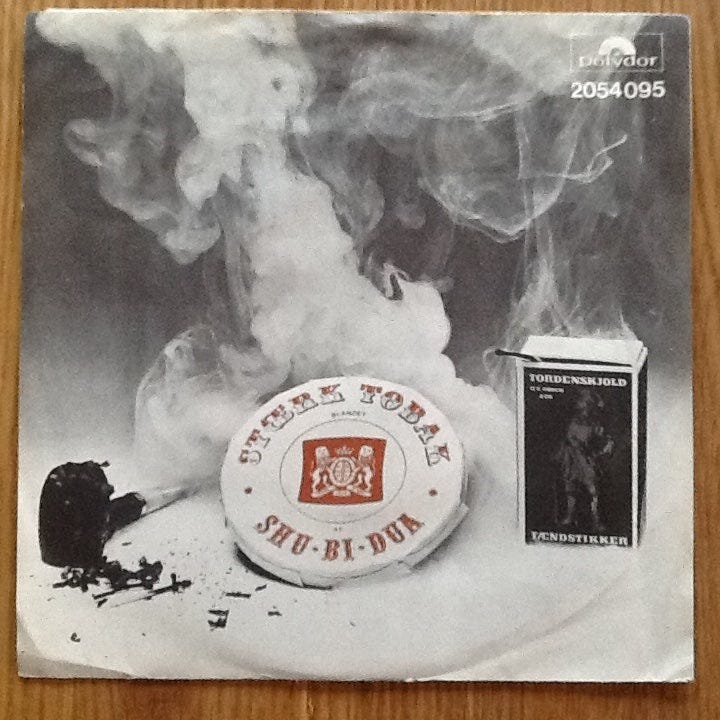 polydor
2054095
STÆRK TOBAK
BLANDET
AF
SHU·BI·DUA
TORDENSKJOLD
TÆNDSTIKKER